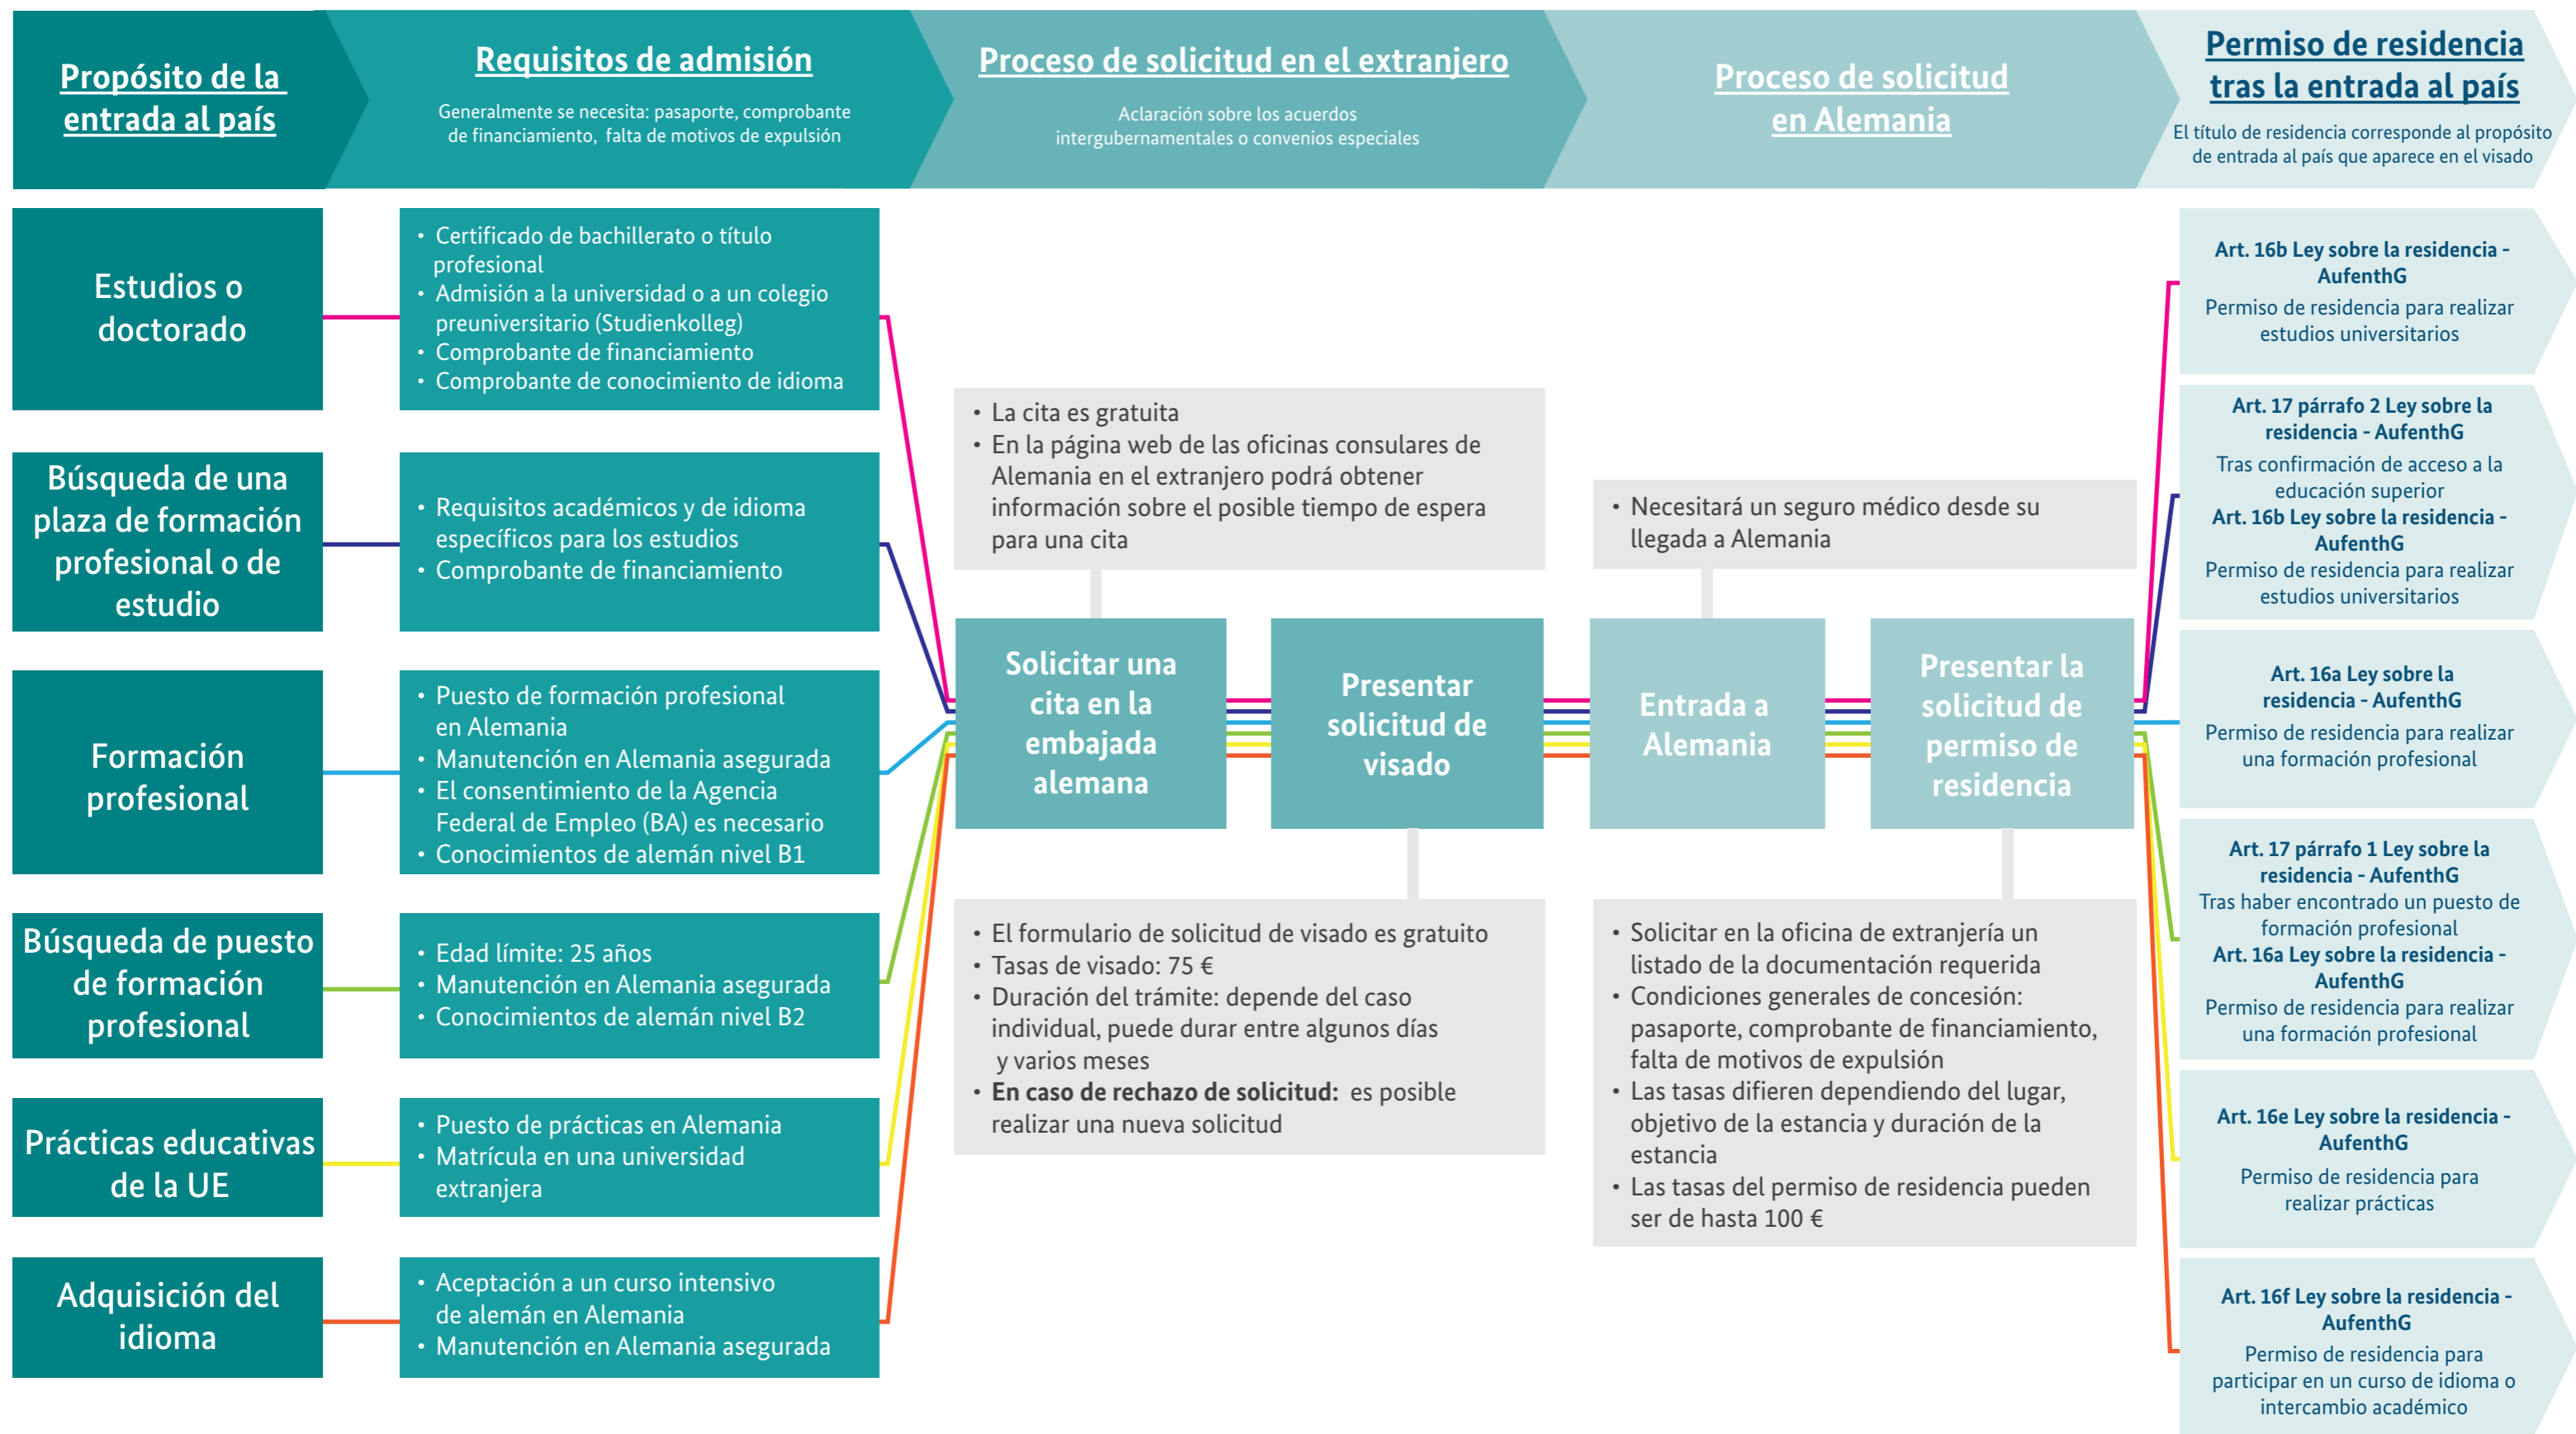 Propósito de la
entrada al país
Requisitos de admisión
Generalmente se necesita: pasaporte, comprobante
de financiamiento, falta de motivos de expulsión
Proceso de solicitud en el extranjero
Aclaración sobre los acuerdos
intergubernamentales o convenios especiales
Proceso de solicitud
en Alemania
Permiso de residencia
tras la entrada al país
El título de residencia corresponde al propósito
de entrada al país que aparece en el visado
Estudios o
doctorado
• Certificado de bachillerato o título
profesional
• Admisión a la universidad o a un colegio
preuniversitario (Studienkolleg)
• Comprobante de financiamiento
• Comprobante de conocimiento de idioma
Búsqueda de una
plaza de formación
profesional o de
estudio
• Requisitos académicos y de idioma
específicos para los estudios
• Comprobante de financiamiento
Formación
profesional
• Puesto de formación profesional
en Alemania
• Manutención en Alemania asegurada
• El consentimiento de la Agencia
Federal de Empleo (BA) es necesario
• Conocimientos de alemán nivel B1
Búsqueda de puesto
de formación
profesional
• Edad límite: 25 años
• Manutención en Alemania asegurada
• Conocimientos de alemán nivel B2
Prácticas educativas
de la UE
• Puesto de prácticas en Alemania
• Matrícula en una universidad
extranjera
Adquisición del
idioma
• Aceptación a un curso intensivo
de alemán en Alemania
• Manutención en Alemania asegurada
• La cita es gratuita
• En la página web de las oficinas consulares de
Alemania en el extranjero podrá obtener
información sobre el posible tiempo de espera
para una cita
Solicitar una
cita en la
embajada
alemana
Presentar
solicitud de
visado
• El formulario de solicitud de visado es gratuito
• Tasas de visado: 75 €
• Duración del trámite: depende del caso
individual, puede durar entre algunos días
y varios meses
• En caso de rechazo de solicitud: es posible
realizar una nueva solicitud
• Necesitará un seguro médico desde su
llegada a Alemania
Entrada a
Alemania
Presentar la
solicitud de
permiso de
residencia
• Solicitar en la oficina de extranjería un
listado de la documentación requerida
• Condiciones generales de concesión:
pasaporte, comprobante de financiamiento,
falta de motivos de expulsión
• Las tasas difieren dependiendo del lugar,
objetivo de la estancia y duración de la
estancia
• Las tasas del permiso de residencia pueden
ser de hasta 100 €
Art. 16b Ley sobre la residencia -
AufenthG
Permiso de residencia para realizar
estudios universitarios
Art. 17 párrafo 2 Ley sobre la
residencia - AufenthG
Tras confirmación de acceso a la
educación superior
Art. 16b Ley sobre la residencia -
AufenthG
Permiso de residencia para realizar
estudios universitarios
Art. 16a Ley sobre la
residencia - AufenthG
Permiso de residencia para realizar
una formación profesional
Art. 17 párrafo 1 Ley sobre la
residencia - AufenthG
Tras haber encontrado un puesto de
formación profesional
Art. 16a Ley sobre la residencia -
AufenthG
Permiso de residencia para realizar
una formación profesional
Art. 16e Ley sobre la residencia -
AufenthG
Permiso de residencia para
realizar prácticas
Art. 16f Ley sobre la residencia -
AufenthG
Permiso de residencia para
participar en un curso de idioma o
intercambio académico